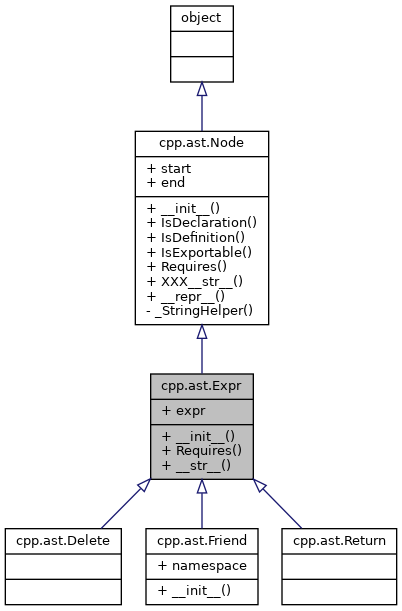 object
cpp.ast.Node
+ start
+ end
+ __init__()
+ IsDeclaration()
+ IsDefinition()
+ IsExportable()
+ Requires()
+ XXX__str__()
+ __repr__()
- _StringHelper()
cpp.ast.Expr
+ expr
+ __init__()
+ Requires()
+ __str__()
cpp.ast.Delete
cpp.ast.Friend
+ namespace
+ __init__()
cpp.ast.Return